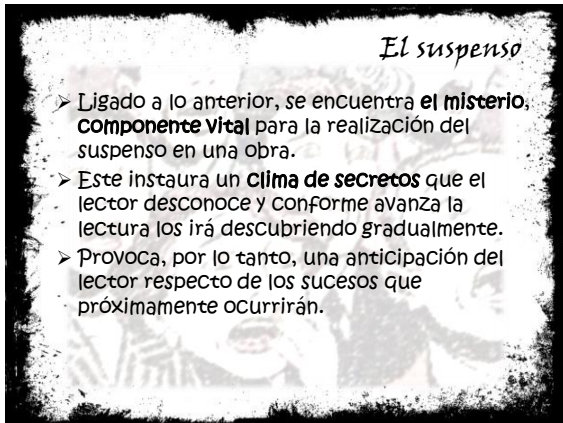 El suspenso
➢ Ligado a lo anterior, se encuentra el misterio,
componente vital para la realización del
suspenso en una obra.
➢ Este instaura un clima de secretos que el
lector desconoce y conforme avanza la
lectura los irá descubriendo gradualmente.
➢ Provoca, por lo tanto, una anticipación del
lector respecto de los sucesos que
próximamente ocurrirán.